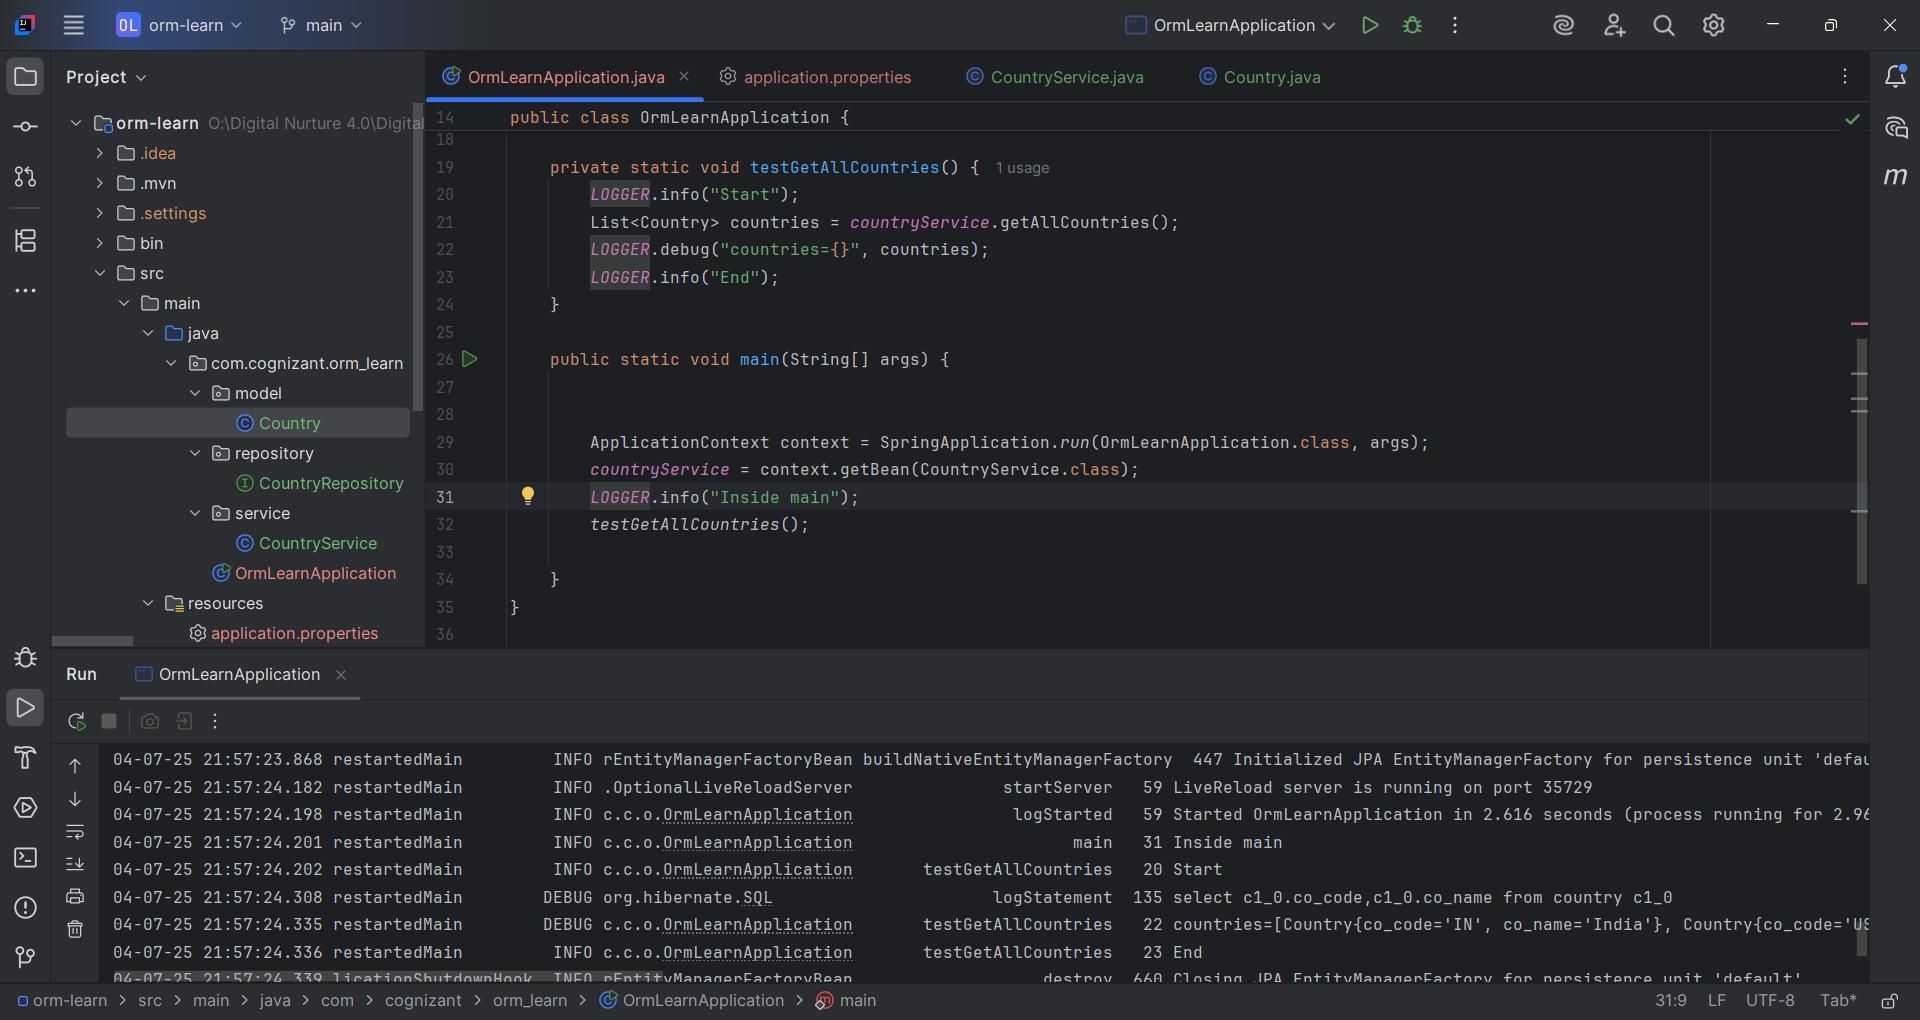 OL orm-learn
main
OrmLearnApplication
Project
orm-learn O:\Digital Nurture 4.0\Digital
.idea
.mvn
.settings
bin
src
main
java
com.cognizant.orm_learn
model
Country
repository
CountryRepository
service
CountryService
OrmLearnApplication
resources
application.properties
OrmLearnApplication.java
application.properties
CountryService.java
Country.java
14 public class OrmLearnApplication {
18
19 private static void testGetAllCountries() { 1 usage
20 LOGGER.info("Start");
21 List<Country> countries = countryService.getAllCountries();
22 LOGGER.debug("countries={}", countries);
23 LOGGER.info("End");
24 }
25
26 public static void main(String[] args) {
27
28
29 ApplicationContext context = SpringApplication.run(OrmLearnApplication.class, args);
30 countryService = context.getBean(CountryService.class);
31 LOGGER.info("Inside main");
32 testGetAllCountries();
33
34 }
35 }
36
m
Run OrmLearnApplication
04-07-25 21:57:23.868 restartedMain INFO rEntityManagerFactoryBean buildNativeEntityManagerFactory 447 Initialized JPA EntityManagerFactory for persistence unit 'defau
04-07-25 21:57:24.182 restartedMain INFO .OptionalLiveReloadServer startServer 59 LiveReload server is running on port 35729
04-07-25 21:57:24.198 restartedMain INFO c.c.o.OrmLearnApplication logStarted 59 Started OrmLearnApplication in 2.616 seconds (process running for 2.96
04-07-25 21:57:24.201 restartedMain INFO c.c.o.OrmLearnApplication main 31 Inside main
04-07-25 21:57:24.202 restartedMain INFO c.c.o.OrmLearnApplication testGetAllCountries 20 Start
04-07-25 21:57:24.308 restartedMain DEBUG org.hibernate.SQL logStatement 135 select c1_0.co_code,c1_0.co_name from country c1_0
04-07-25 21:57:24.335 restartedMain DEBUG c.c.o.OrmLearnApplication testGetAllCountries 22 countries=[Country{co_code='IN', co_name='India'}, Country{co_code='US
04-07-25 21:57:24.336 restartedMain INFO c.c.o.OrmLearnApplication testGetAllCountries 23 End
04-07-25 21:57:24.339 licationShutdownHook INFO rEntityManagerFactoryBean destroy 660 Closing JPA EntityManagerFactory for persistence unit 'default'
orm-learn > src > main > java > com > cognizant > orm_learn > OrmLearnApplication > main
31:9 LF UTF-8 Tab*